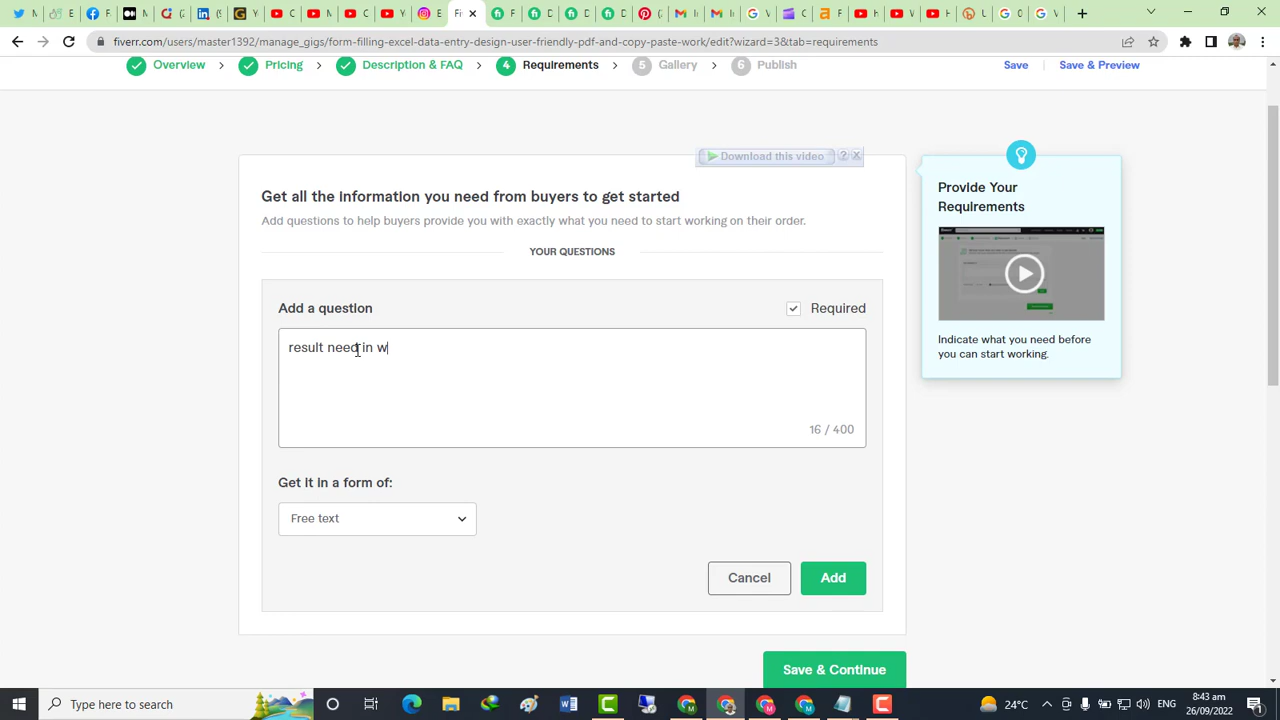 fiverr.com/users/master1392/manage_gigs/form-filling-excel-data-entry-design-user-friendly-pdf-and-copy-paste-work/edit?wizard=3&tab=requirements
Overview
Pricing
Description & FAQ
4 Requirements
5 Gallery
6 Publish
Save
Save & Preview
Download this video
Get all the information you need from buyers to get started
Add questions to help buyers provide you with exactly what you need to start working on their order.
YOUR QUESTIONS
Add a question
Required
result need in w
16 / 400
Get it in a form of:
Free text
Cancel
Add
Save & Continue
Provide Your
Requirements
Indicate what you need before
you can start working.
Type here to search
24°C
ENG
8:43 am
26/09/2022